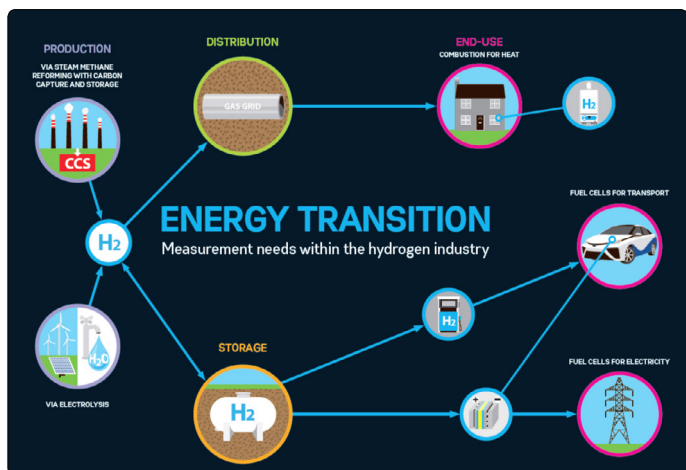 PRODUCTION
VIA STEAM METHANE
REFORMING WITH CARBON
CAPTURE AND STORAGE
CCS
DISTRIBUTION
GAS GRID
END-USE
COMBUSTION FOR HEAT
H2
H2
ENERGY TRANSITION
Measurement needs within the hydrogen industry
FUEL CELLS FOR TRANSPORT
H2
H2O
VIA ELECTROLYSIS
STORAGE
H2
+ -
FUEL CELLS FOR ELECTRICITY